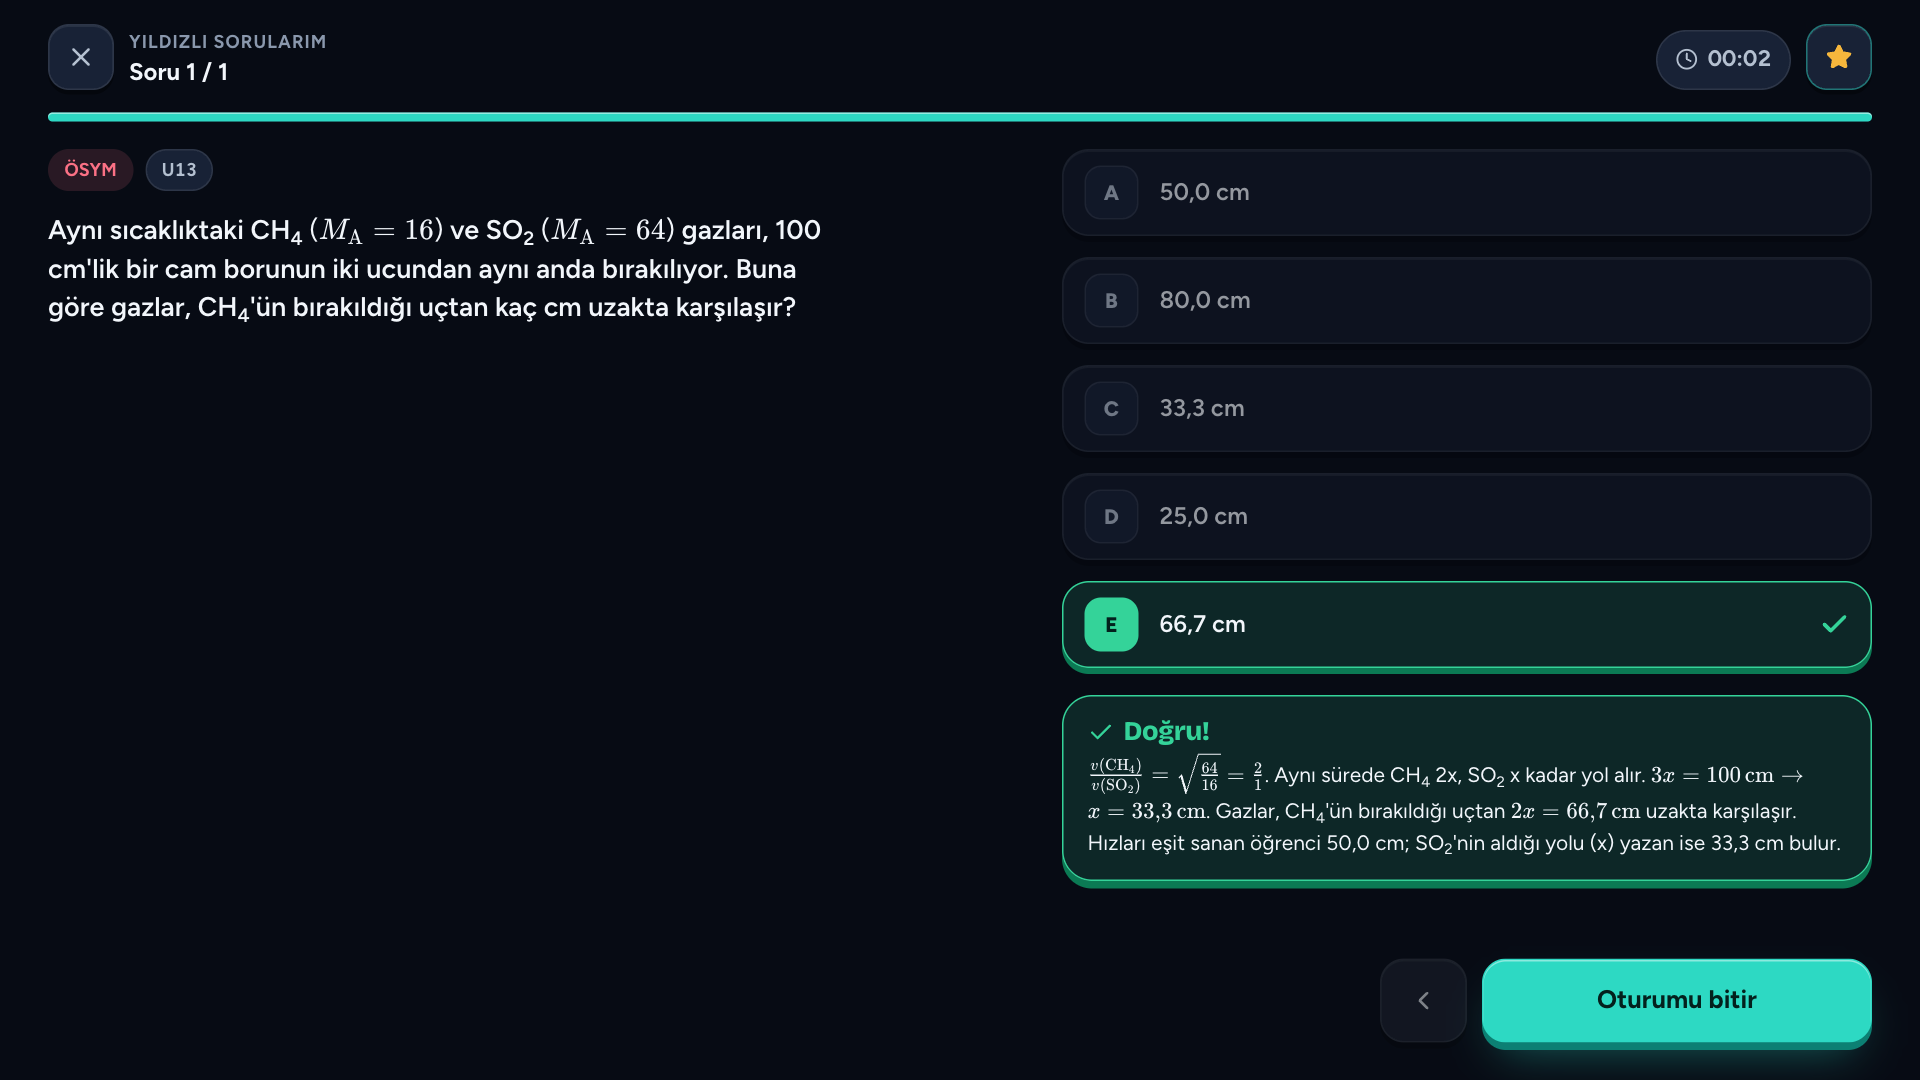 YILDIZLI SORULARIM
Soru 1 / 1
00:02
ÖSYM
U13
Aynı sıcaklıktaki CH₄ (M_A = 16) ve SO₂ (M_A = 64) gazları, 100
cm'lik bir cam borunun iki ucundan aynı anda bırakılıyor. Buna
göre gazlar, CH₄'ün bırakıldığı uçtan kaç cm uzakta karşılaşır?
A 50,0 cm
B 80,0 cm
C 33,3 cm
D 25,0 cm
E 66,7 cm
Doğru!
v(CH₄)/v(SO₂) = √(64/16) = 2/1. Aynı sürede CH₄ 2x, SO₂ x kadar yol alır. 3x = 100 cm →
x = 33,3 cm. Gazlar, CH₄'ün bırakıldığı uçtan 2x = 66,7 cm uzakta karşılaşır.
Hızları eşit sanan öğrenci 50,0 cm; SO₂'nin aldığı yolu (x) yazan ise 33,3 cm bulur.
Oturumu bitir